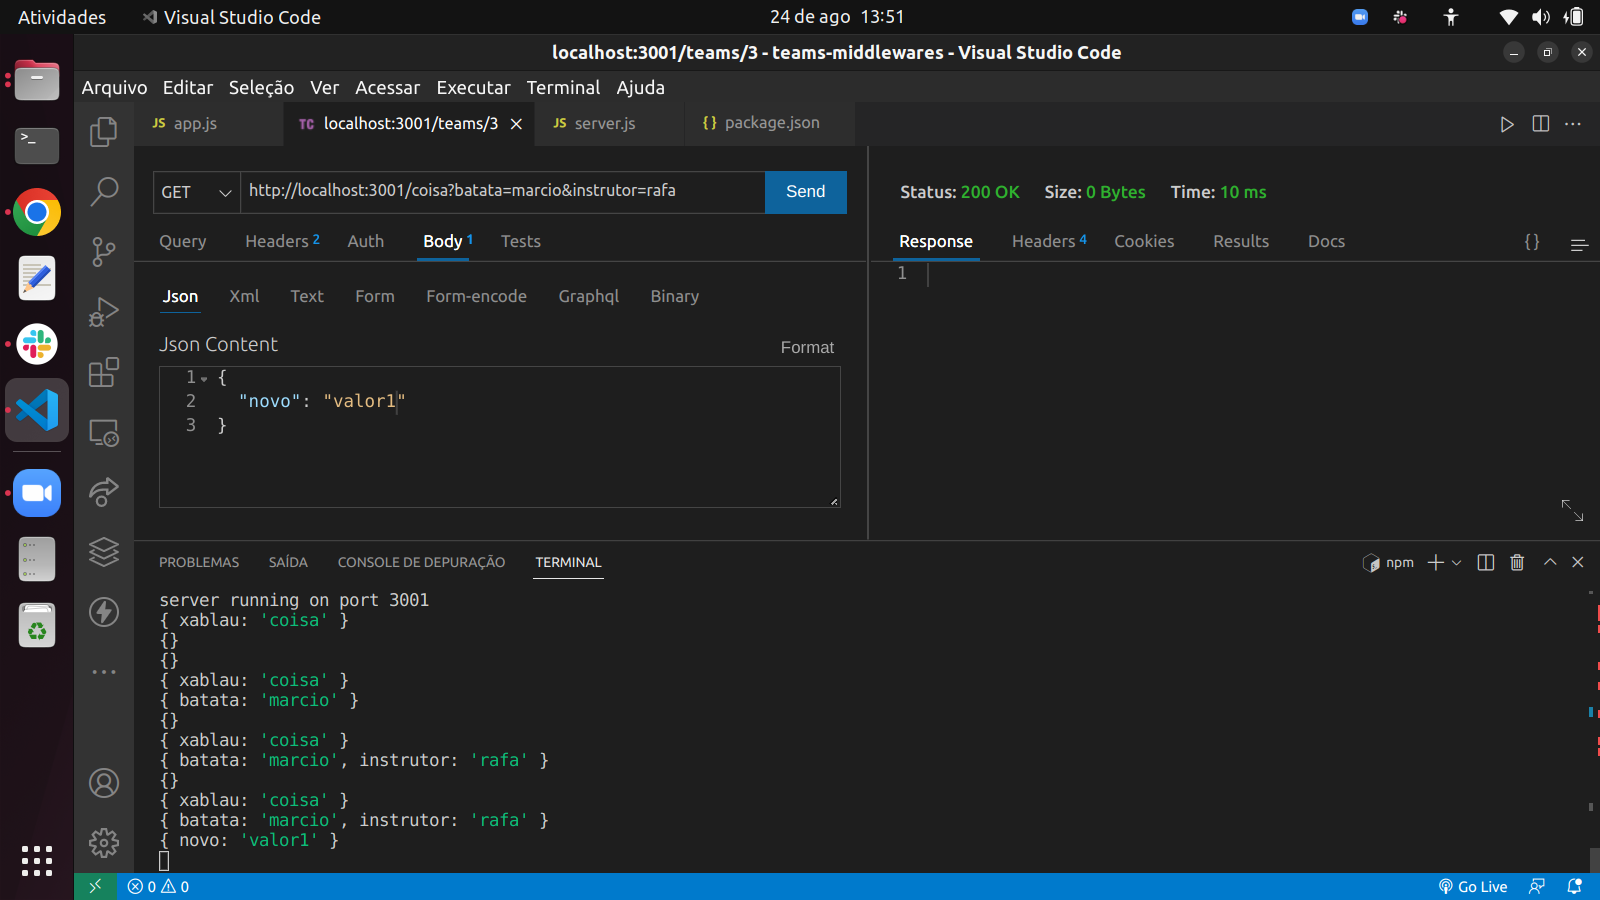 Atividades
Visual Studio Code
24 de ago 13:51
localhost:3001/teams/3 - teams-middlewares - Visual Studio Code
Arquivo Editar Seleção Ver Acessar Executar Terminal Ajuda
JS app.js
TC localhost:3001/teams/3
JS server.js
{} package.json
GET
http://localhost:3001/coisa?batata=marcio&instrutor=rafa
Send
Query Headers 2 Auth Body 1 Tests
Json Xml Text Form Form-encode Graphql Binary
Json Content
Format
1 {
2 "novo": "valor1"
3 }
Status: 200 OK Size: 0 Bytes Time: 10 ms
Response Headers 4 Cookies Results Docs {}
1
PROBLEMAS SAÍDA CONSOLE DE DEPURAÇÃO TERMINAL
npm
server running on port 3001
{ xablau: 'coisa' }
{}
{}
{ xablau: 'coisa' }
{ batata: 'marcio' }
{}
{ xablau: 'coisa' }
{ batata: 'marcio', instrutor: 'rafa' }
{}
{ xablau: 'coisa' }
{ batata: 'marcio', instrutor: 'rafa' }
{ novo: 'valor1' }
0 0
Go Live